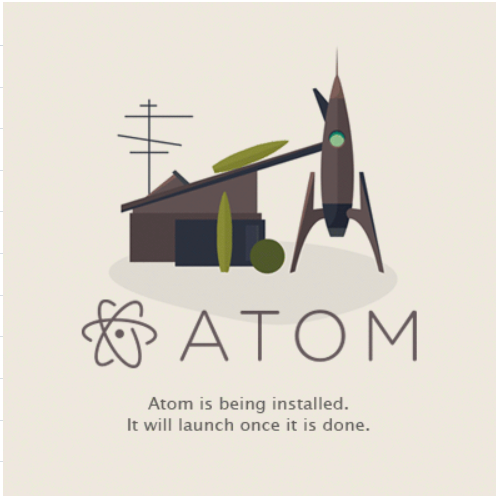 ATOM
Atom is being installed.
It will launch once it is done.